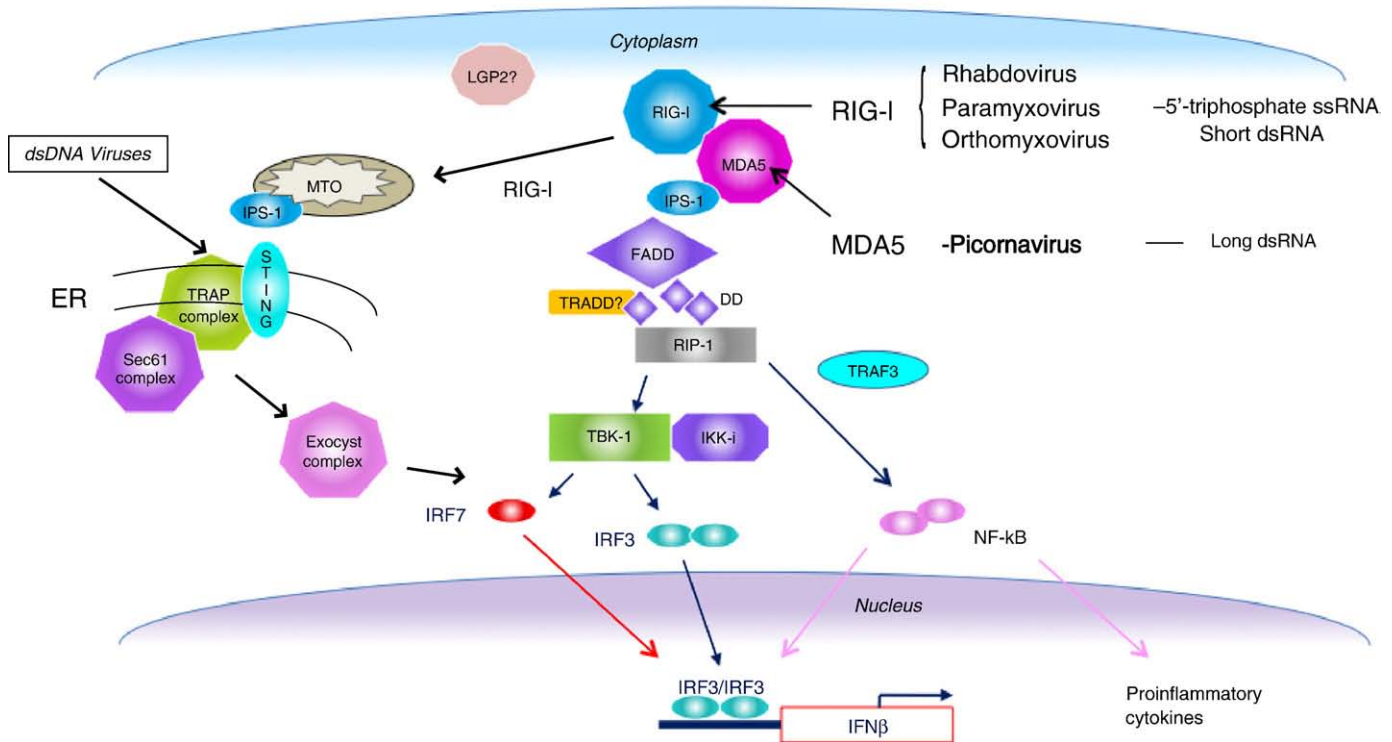 Cytoplasm
LGP2?
RIG-I
RIG-I
Rhabdovirus
Paramyxovirus
Orthomyxovirus
–5’-triphosphate ssRNA
Short dsRNA
dsDNA Viruses
MTO
RIG-I
MDA5
IPS-1
IPS-1
MDA5
-Picornavirus
Long dsRNA
FADD
STING
ER
TRAP
complex
TRADD?
DD
RIP-1
Sec61
complex
TRAF3
TBK-1
IKK-i
Exocyst
complex
IRF7
IRF3
NF-kB
Nucleus
IRF3/IRF3
IFNβ
Proinflammatory
cytokines